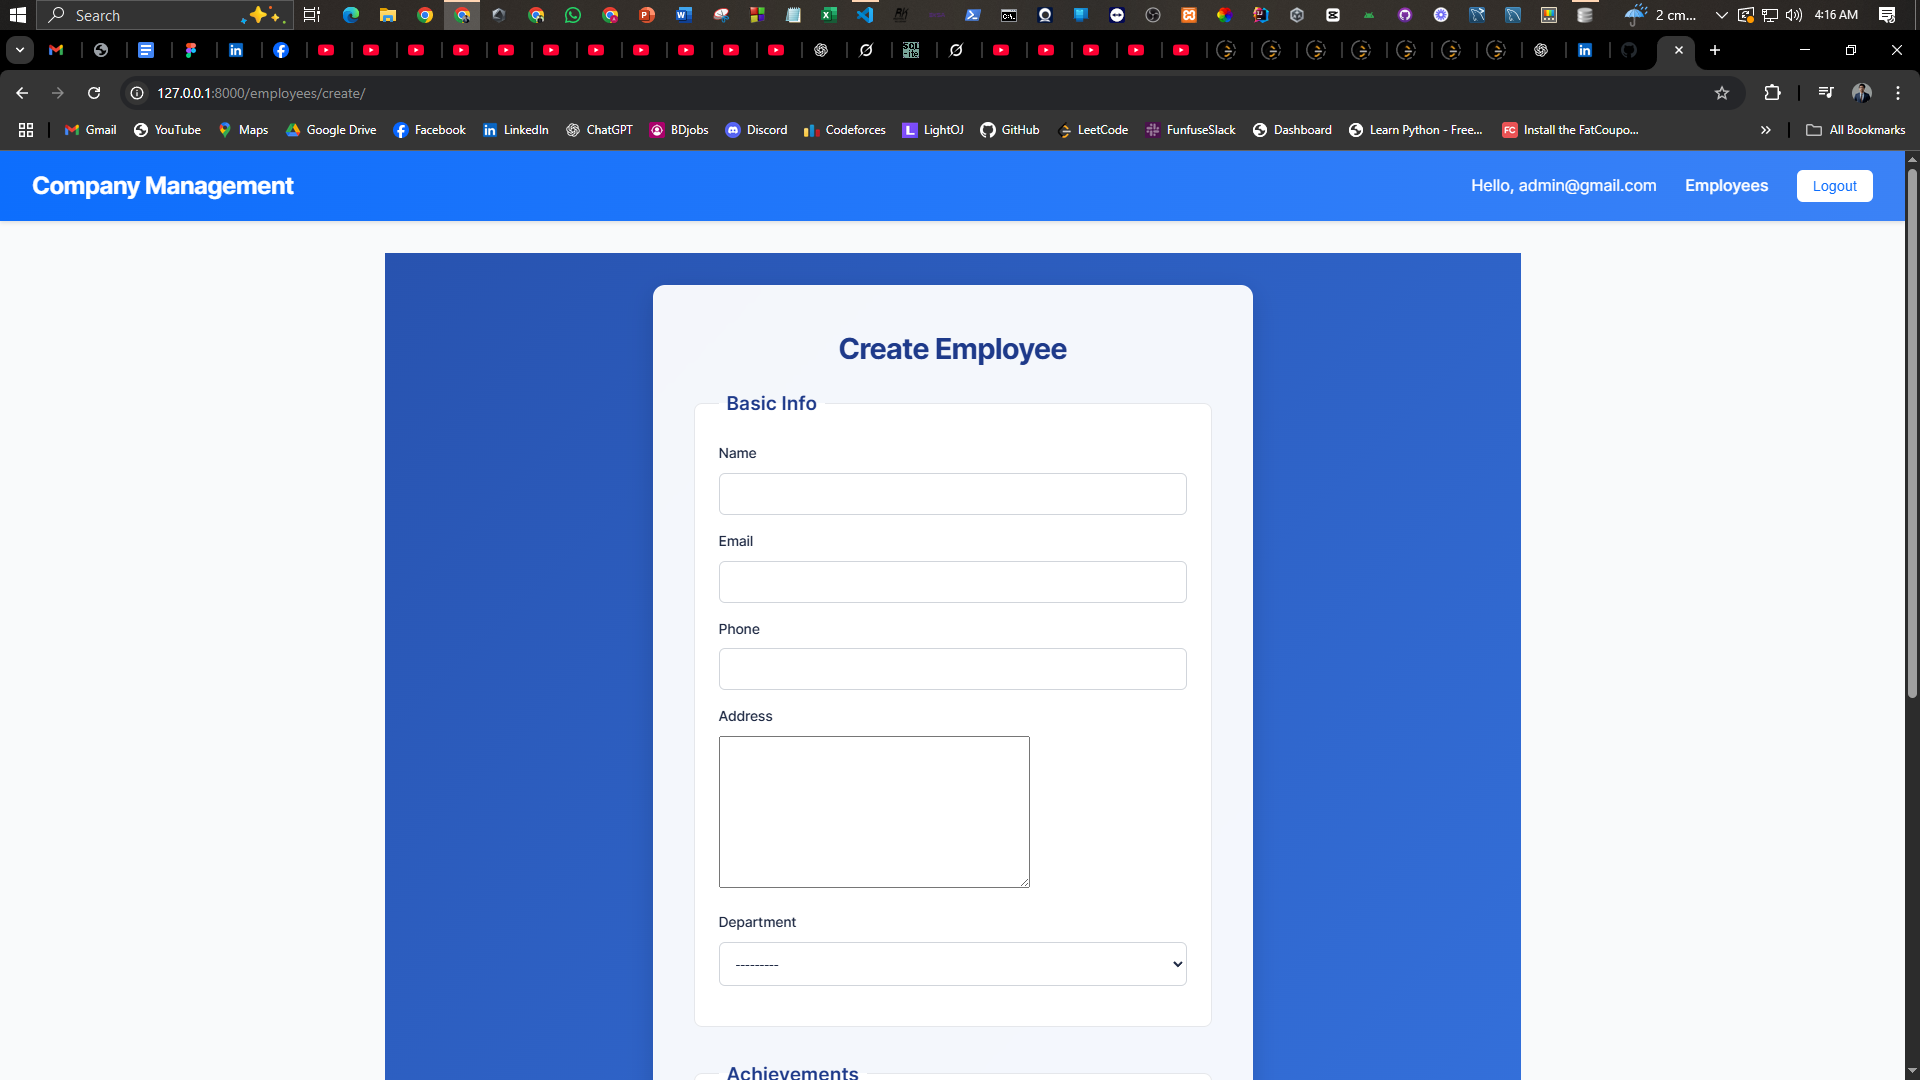 Search
2 cm...
4:16 AM
127.0.0.1:8000/employees/create/
Gmail
YouTube
Maps
Google Drive
Facebook
LinkedIn
ChatGPT
BDjobs
Discord
Codeforces
LightOJ
GitHub
LeetCode
FunfuseSlack
Dashboard
Learn Python - Free...
Install the FatCoupo...
All Bookmarks
Company Management
Hello, admin@gmail.com
Employees
Logout
Create Employee
Basic Info
Name
Email
Phone
Address
Department
---------
Achievements